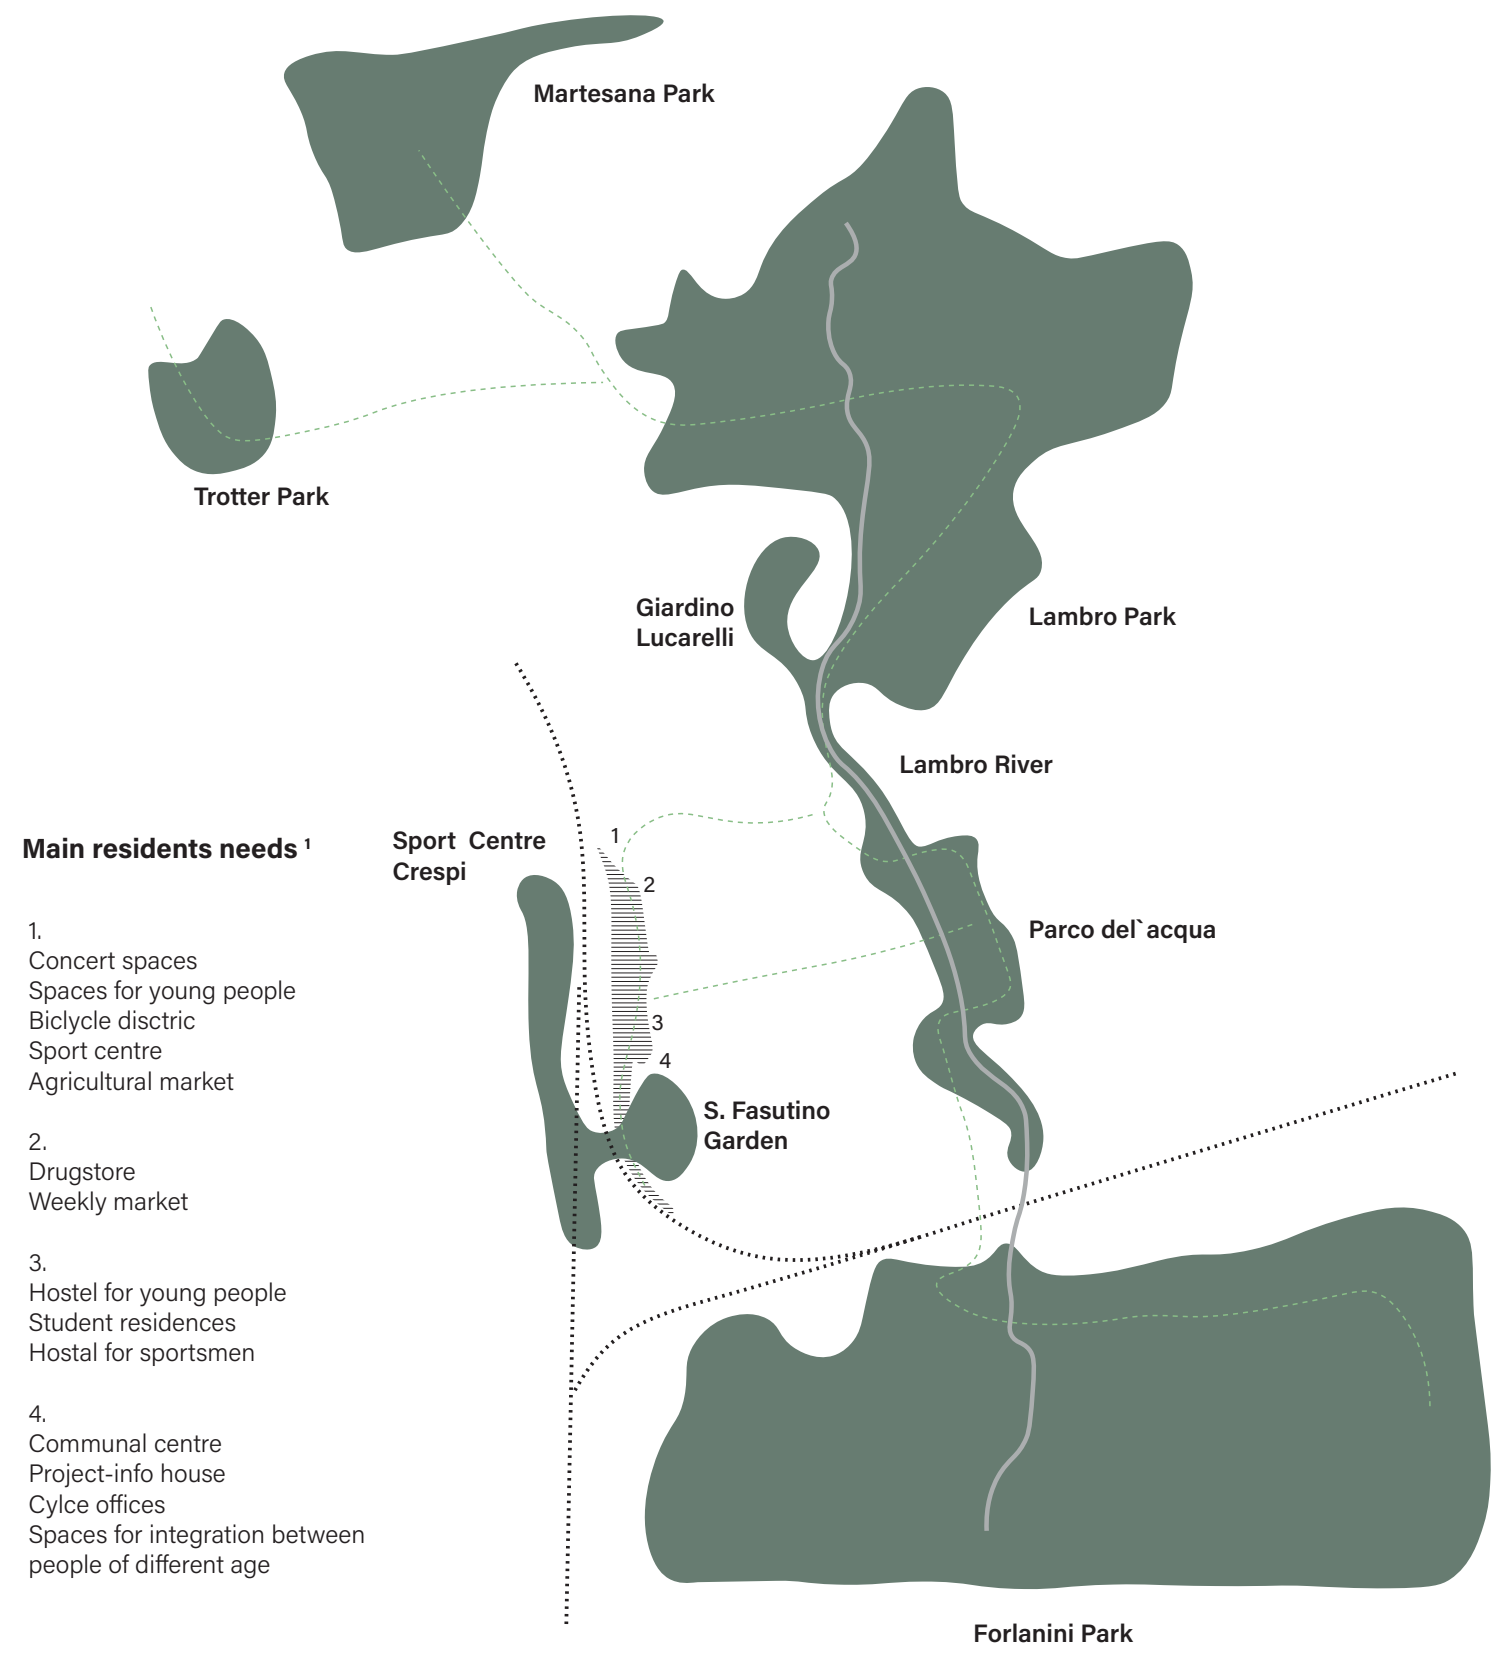 Martesana Park
Trotter Park
Giardino
Lucarelli
Lambro Park
Lambro River
Main residents needs 1
Sport Centre
Crespi
1
2
3
4
Parco del`acqua
S. Fasutino
Garden
1.
Concert spaces
Spaces for young people
Biclycle disctric
Sport centre
Agricultural market
2.
Drugstore
Weekly market
3.
Hostel for young people
Student residences
Hostal for sportsmen
4.
Communal centre
Project-info house
Cylce offices
Spaces for integration between
people of different age
Forlanini Park